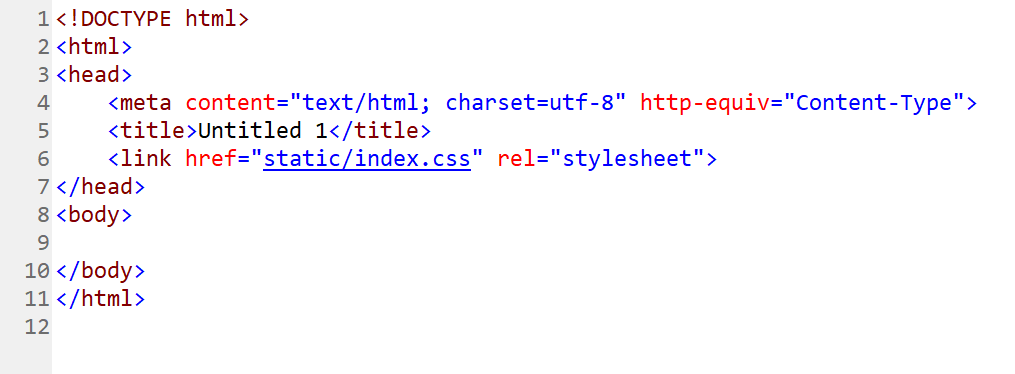 1 <!DOCTYPE html>
2 <html>
3 <head>
4     <meta content="text/html; charset=utf-8" http-equiv="Content-Type">
5     <title>Untitled 1</title>
6     <link href="static/index.css" rel="stylesheet">
7 </head>
8 <body>
9
10 </body>
11 </html>
12